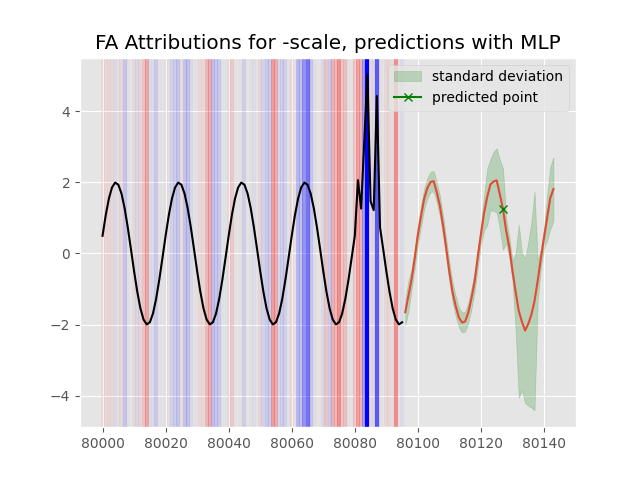 FA Attributions for -scale, predictions with MLP
standard deviation
predicted point
4
2
0
−2
−4
80000 80020 80040 80060 80080 80100 80120 80140